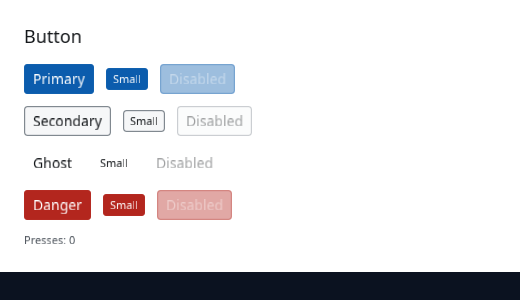 Button
Primary Small Disabled
Secondary Small Disabled
Ghost Small Disabled
Danger Small Disabled
Presses: 0